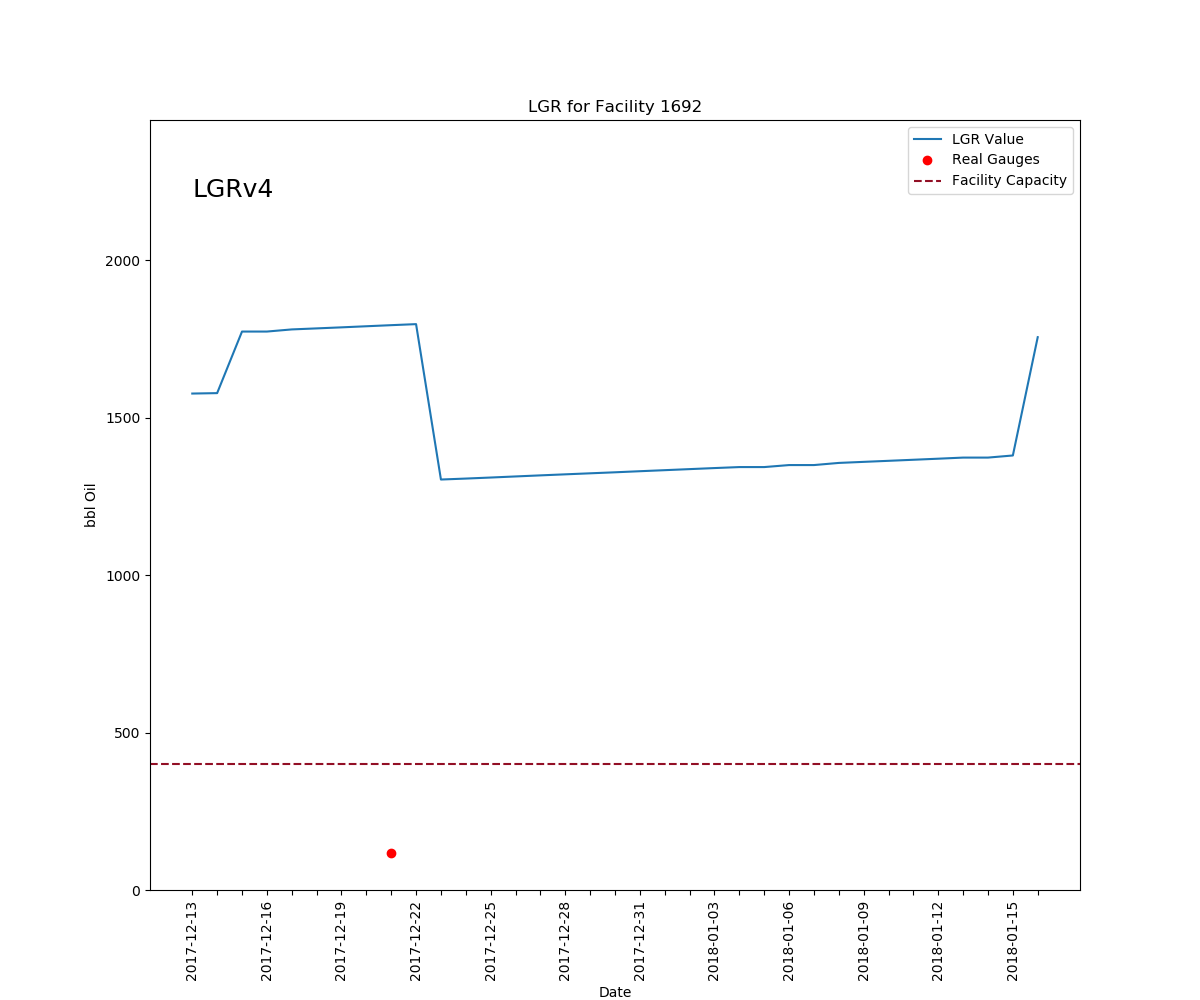 LGR for Facility 1692
LGRv4
LGR Value
Real Gauges
Facility Capacity
bbl Oil
2000
1500
1000
500
0
2017-12-13
2017-12-16
2017-12-19
2017-12-22
2017-12-25
2017-12-28
2017-12-31
2018-01-03
2018-01-06
2018-01-09
2018-01-12
2018-01-15
Date